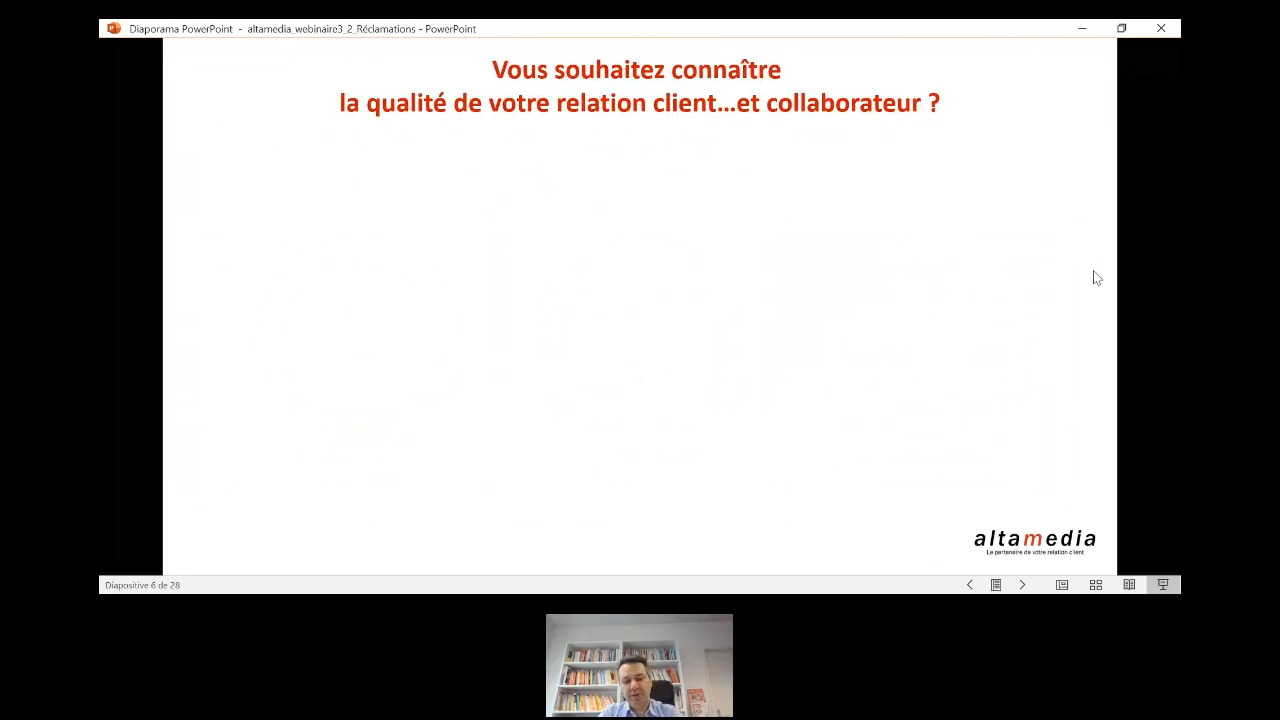 Diaporama PowerPoint - altamedia_webinaire3_2_Réclamations - PowerPoint
Vous souhaitez connaître
la qualité de votre relation client...et collaborateur ?
altamedia
Le partenaire de votre relation client
Diapositive 6 de 28